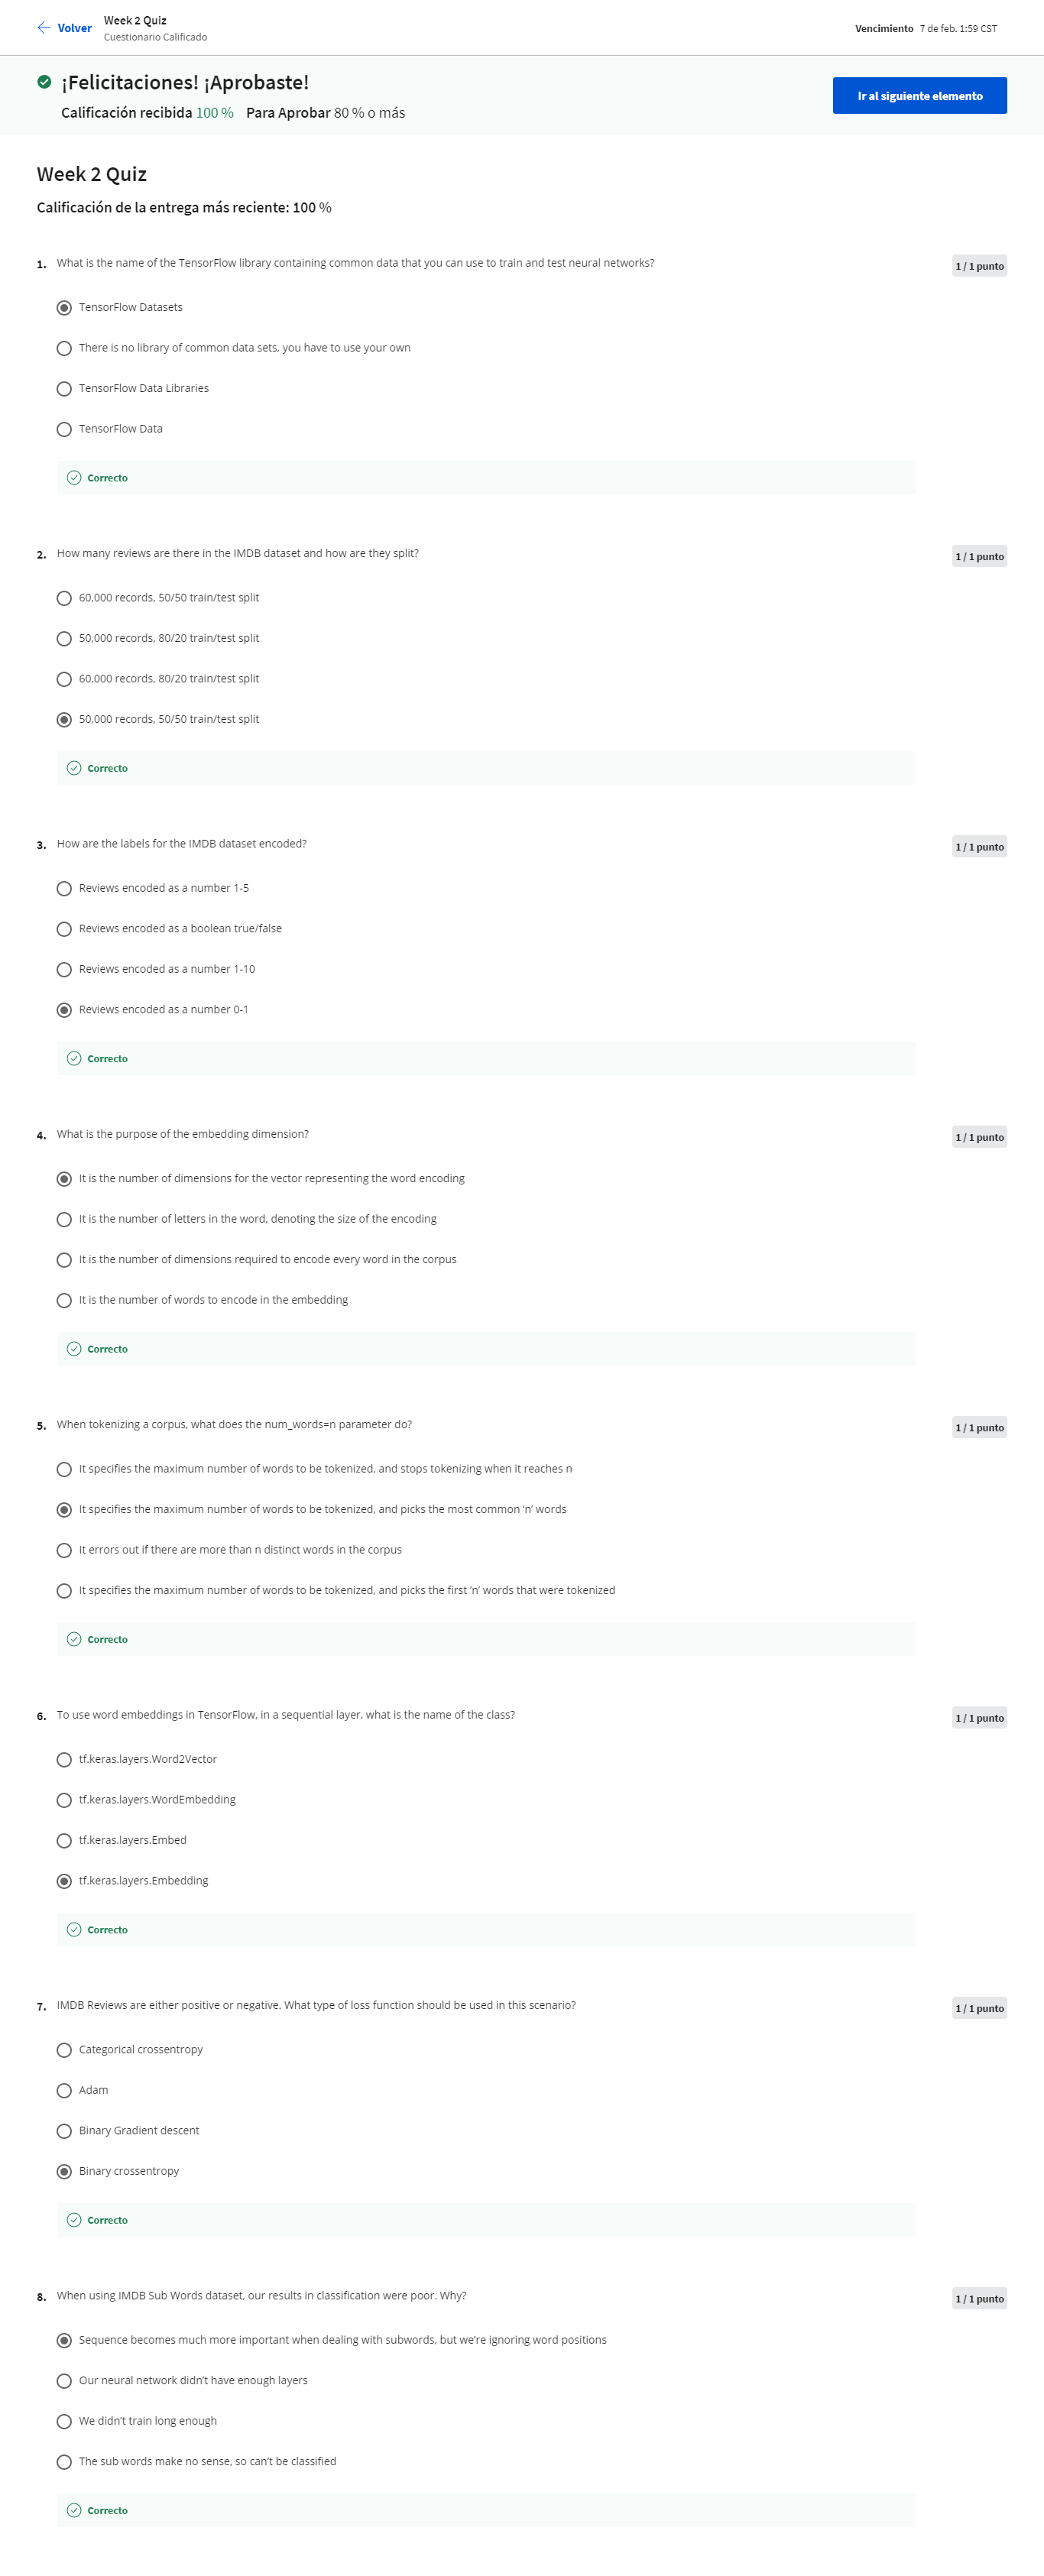 Volver
Week 2 Quiz
Cuestionario Calificado
Vencimiento 7 de feb. 1:59 CST
¡Felicitaciones! ¡Aprobaste!
Calificación recibida 100 % Para Aprobar 80 % o más
Ir al siguiente elemento
Week 2 Quiz
Calificación de la entrega más reciente: 100 %
1. What is the name of the TensorFlow library containing common data that you can use to train and test neural networks?
1 / 1 punto
TensorFlow Datasets
There is no library of common data sets, you have to use your own
TensorFlow Data Libraries
TensorFlow Data
Correcto
2. How many reviews are there in the IMDB dataset and how are they split?
1 / 1 punto
60,000 records, 50/50 train/test split
50,000 records, 80/20 train/test split
60,000 records, 80/20 train/test split
50,000 records, 50/50 train/test split
Correcto
3. How are the labels for the IMDB dataset encoded?
1 / 1 punto
Reviews encoded as a number 1-5
Reviews encoded as a boolean true/false
Reviews encoded as a number 1-10
Reviews encoded as a number 0-1
Correcto
4. What is the purpose of the embedding dimension?
1 / 1 punto
It is the number of dimensions for the vector representing the word encoding
It is the number of letters in the word, denoting the size of the encoding
It is the number of dimensions required to encode every word in the corpus
It is the number of words to encode in the embedding
Correcto
5. When tokenizing a corpus, what does the num_words=n parameter do?
1 / 1 punto
It specifies the maximum number of words to be tokenized, and stops tokenizing when it reaches n
It specifies the maximum number of words to be tokenized, and picks the most common ‘n’ words
It errors out if there are more than n distinct words in the corpus
It specifies the maximum number of words to be tokenized, and picks the first ‘n’ words that were tokenized
Correcto
6. To use word embeddings in TensorFlow, in a sequential layer, what is the name of the class?
1 / 1 punto
tf.keras.layers.Word2Vector
tf.keras.layers.WordEmbedding
tf.keras.layers.Embed
tf.keras.layers.Embedding
Correcto
7. IMDB Reviews are either positive or negative. What type of loss function should be used in this scenario?
1 / 1 punto
Categorical crossentropy
Adam
Binary Gradient descent
Binary crossentropy
Correcto
8. When using IMDB Sub Words dataset, our results in classification were poor. Why?
1 / 1 punto
Sequence becomes much more important when dealing with subwords, but we’re ignoring word positions
Our neural network didn’t have enough layers
We didn’t train long enough
The sub words make no sense, so can’t be classified
Correcto